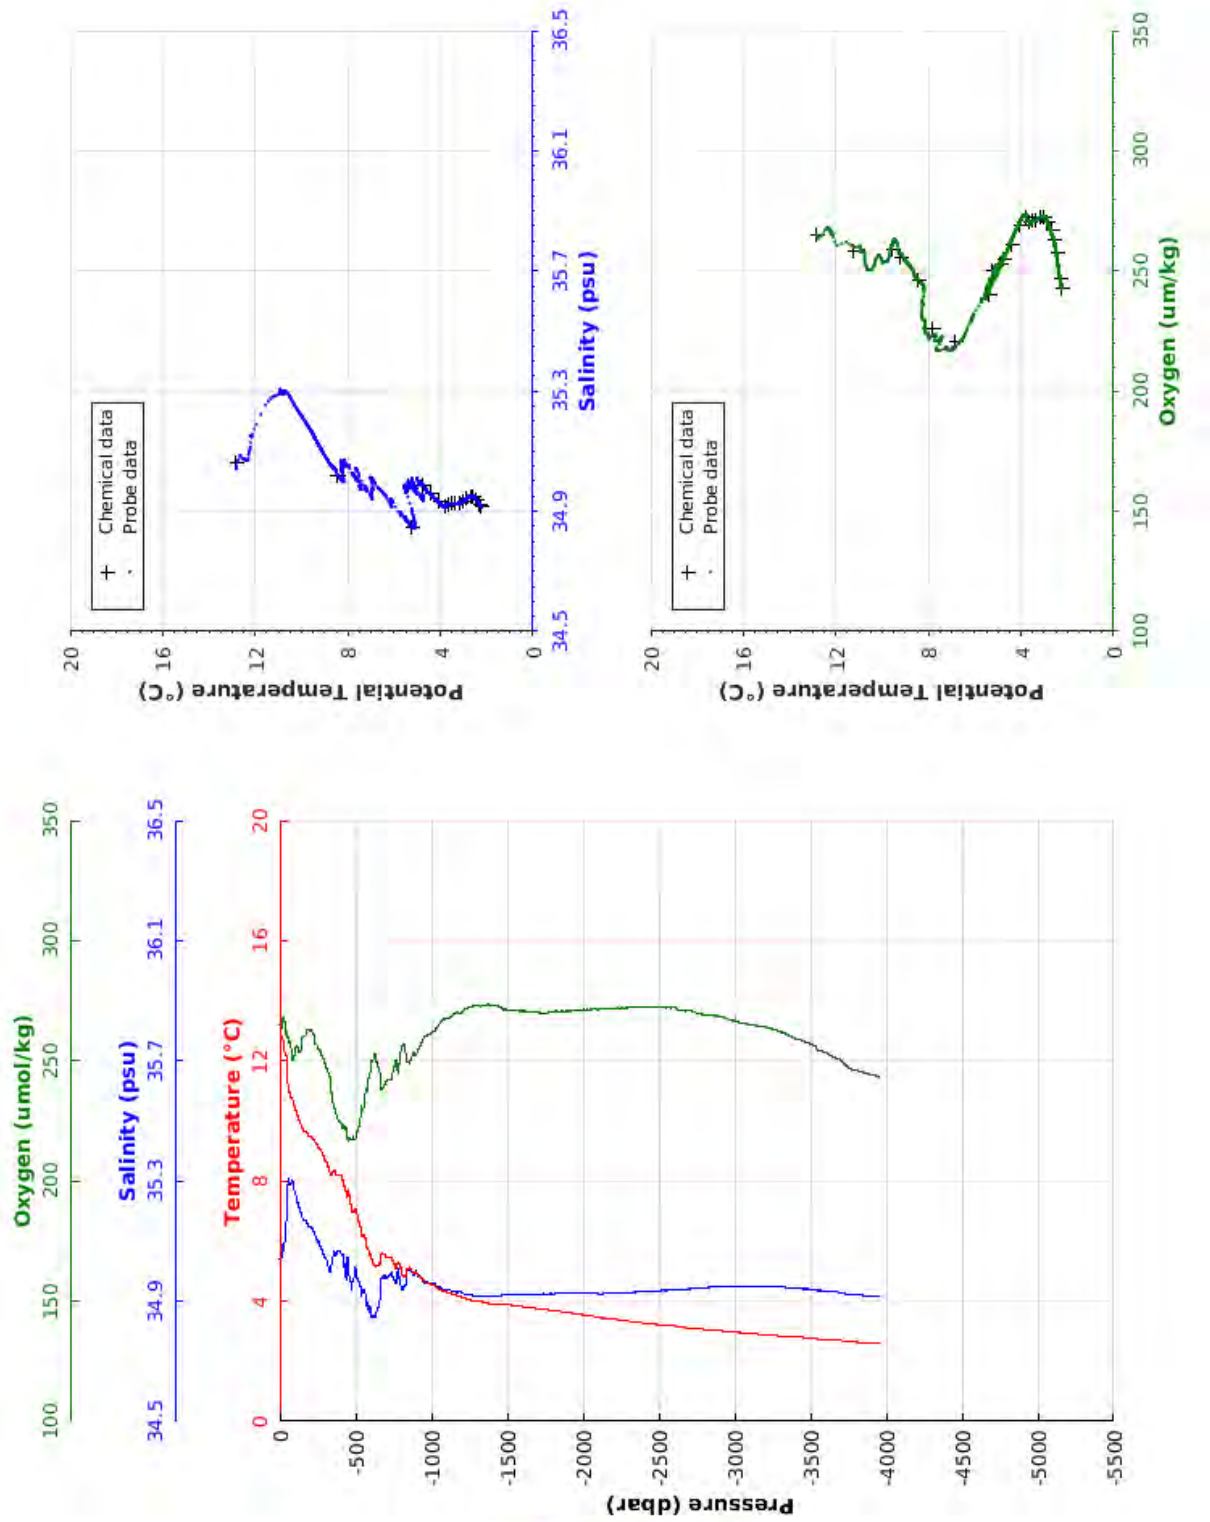 Oxygen (umol/kg)
100 150 200 250 300 350
Salinity (psu)
34.5 34.9 35.3 35.7 36.1 36.5
Temperature (°C)
0 4 8 12 16 20
Pressure (dbar)
0
-500
-1000
-1500
-2000
-2500
-3000
-3500
-4000
-4500
-5000
-5500
Potential Temperature (°C)
20
16
12
8
4
0
+ Chemical data
. Probe data
34.5 34.9 35.3 35.7 36.1 36.5
Salinity (psu)
Potential Temperature (°C)
20
16
12
8
4
0
+ Chemical data
. Probe data
100 150 200 250 300 350
Oxygen (um/kg)